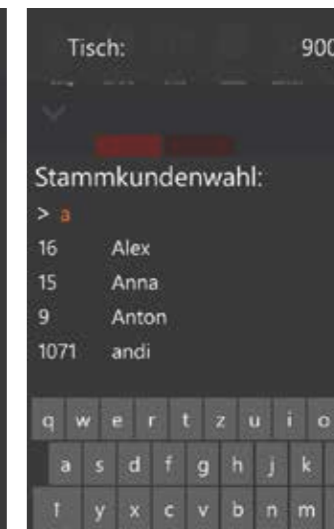 Tisch: 900
Stammkundenwahl:
> a
16 Alex
15 Anna
9 Anton
1071 andi
q w e r t z u i o
a s d f g h j k
y x c v b n m